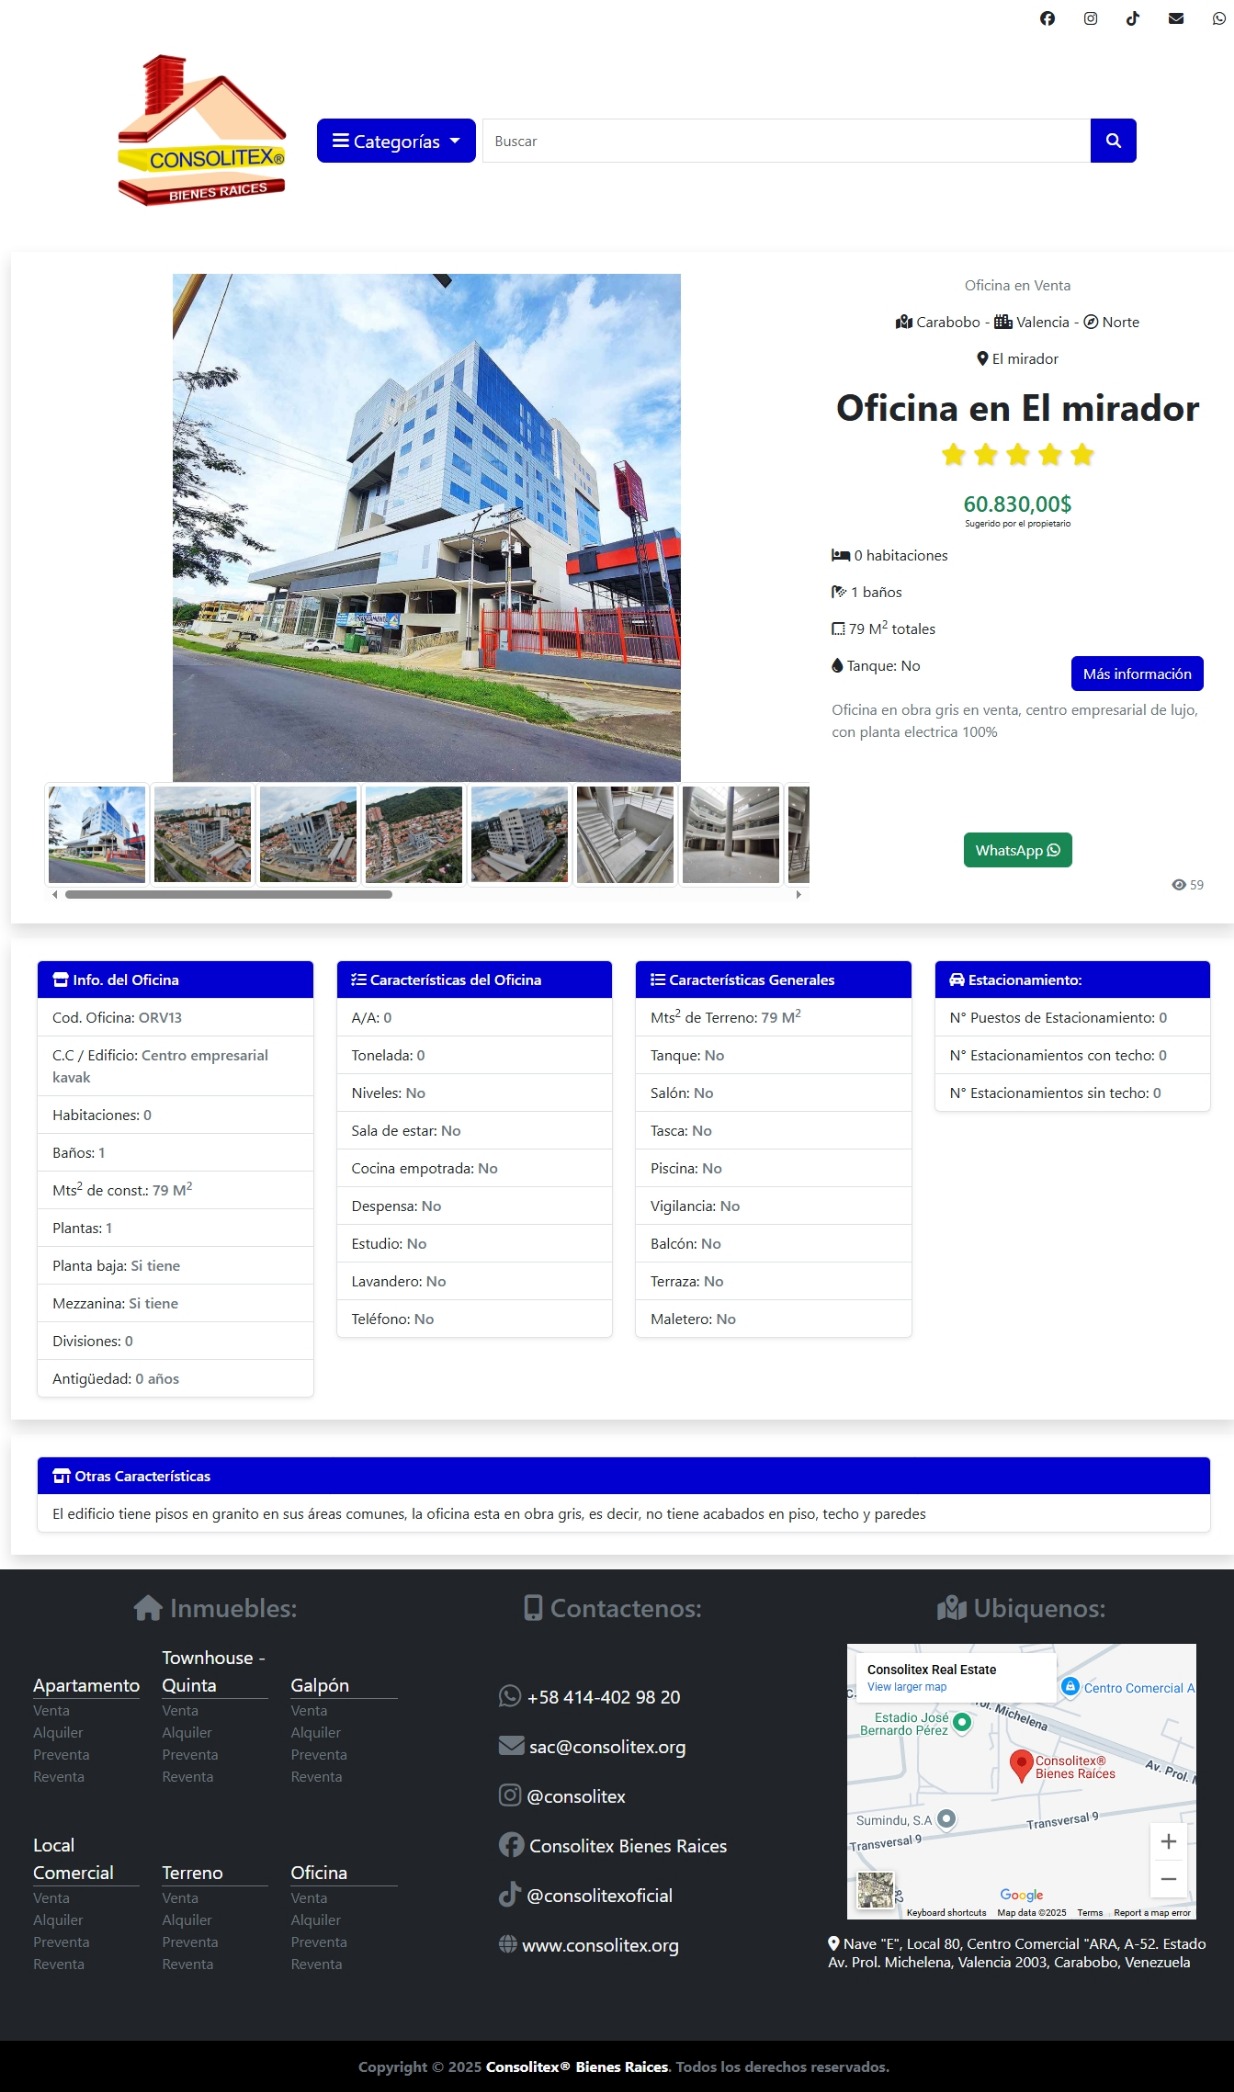 CONSOLITEX®
BIENES RAICES
Categorías
Buscar
Oficina en Venta
Carabobo - Valencia - Norte
El mirador
Oficina en El mirador
60.830,00$
Sugerido por el propietario
0 habitaciones
1 baños
79 M² totales
Tanque: No
Más información
Oficina en obra gris en venta, centro empresarial de lujo,
con planta electrica 100%
WhatsApp
59
Info. del Oficina
Cod. Oficina: ORV13
C.C / Edificio: Centro empresarial
kavak
Habitaciones: 0
Baños: 1
Mts² de const.: 79 M²
Plantas: 1
Planta baja: Si tiene
Mezzanina: Si tiene
Divisiones: 0
Antigüedad: 0 años
Características del Oficina
A/A: 0
Tonelada: 0
Niveles: No
Sala de estar: No
Cocina empotrada: No
Despensa: No
Estudio: No
Lavandero: No
Teléfono: No
Características Generales
Mts² de Terreno: 79 M²
Tanque: No
Salón: No
Tasca: No
Piscina: No
Vigilancia: No
Balcón: No
Terraza: No
Maletero: No
Estacionamiento:
N° Puestos de Estacionamiento: 0
N° Estacionamientos con techo: 0
N° Estacionamientos sin techo: 0
Otras Características
El edificio tiene pisos en granito en sus áreas comunes, la oficina esta en obra gris, es decir, no tiene acabados en piso, techo y paredes
Inmuebles:
Apartamento
Venta
Alquiler
Preventa
Reventa
Townhouse -
Quinta
Venta
Alquiler
Preventa
Reventa
Galpón
Venta
Alquiler
Preventa
Reventa
Local
Comercial
Venta
Alquiler
Preventa
Reventa
Terreno
Venta
Alquiler
Preventa
Reventa
Oficina
Venta
Alquiler
Preventa
Reventa
Contactenos:
+58 414-402 98 20
sac@consolitex.org
@consolitex
Consolitex Bienes Raices
@consolitexoficial
www.consolitex.org
Ubiquenos:
Consolitex Real Estate
View larger map
Centro Comercial A
Prol. Michelena
Estadio José
Bernardo Pérez
Consolitex®
Bienes Raíces
Av. Prol. M
Sumindu, S.A
Transversal 9
Transversal 9
82
Google
Keyboard shortcuts Map data ©2025 Terms Report a map error
Nave "E", Local 80, Centro Comercial "ARA, A-52. Estado
Av. Prol. Michelena, Valencia 2003, Carabobo, Venezuela
Copyright © 2025 Consolitex® Bienes Raices. Todos los derechos reservados.